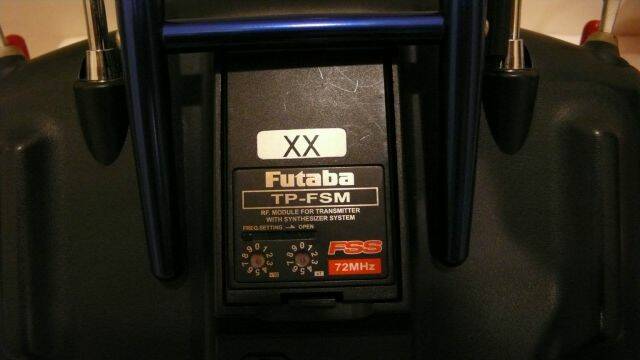 XX
Futaba
TP-FSM
RF. MODULE FOR TRANSMITTER
WITH SYNTHESIZER SYSTEM
FREQ.SETTING OPEN
FSS
72MHz